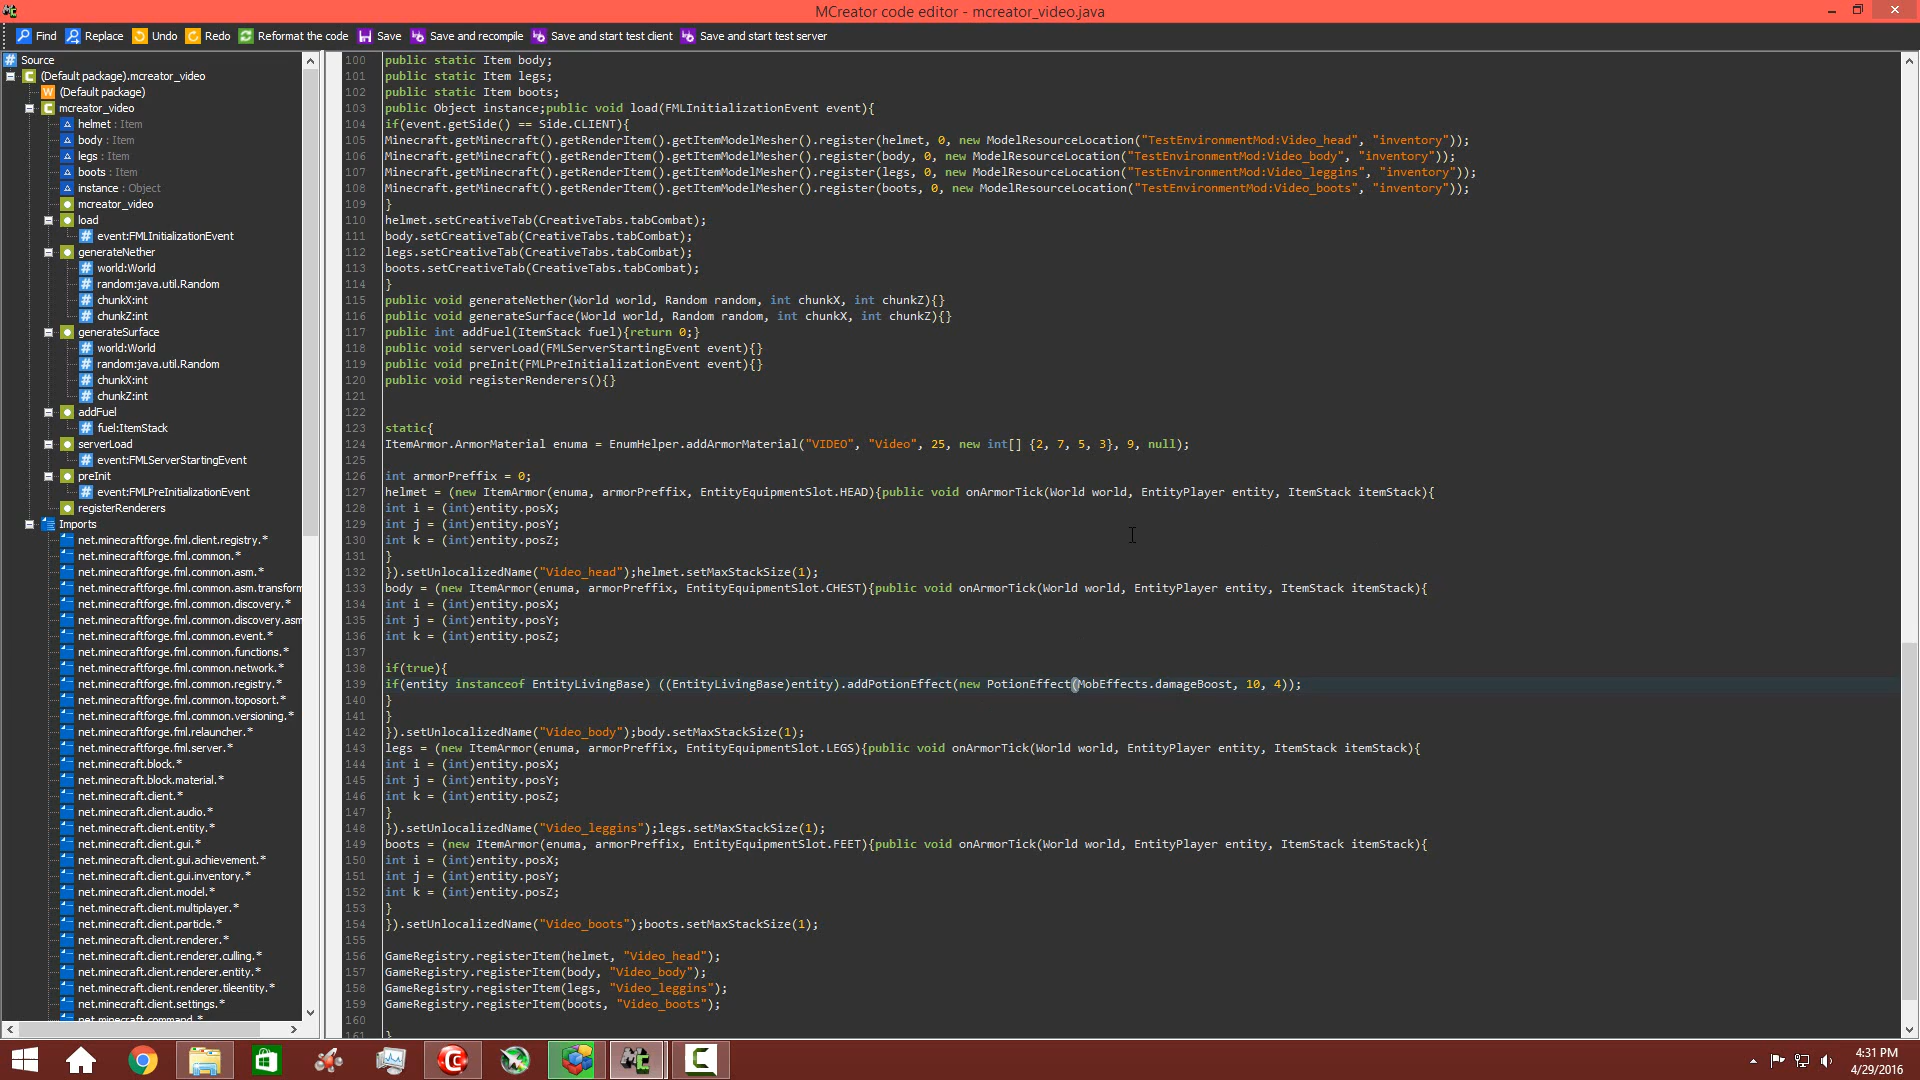 MCreator code editor - mcreator_video.java
Find Replace Undo Redo Reformat the code Save Save and recompile Save and start test client Save and start test server
Source
(Default package).mcreator_video
(Default package)
mcreator_video
helmet : Item
body : Item
legs : Item
boots : Item
instance : Object
mcreator_video
load
event:FMLInitializationEvent
generateNether
world:World
random:java.util.Random
chunkX:int
chunkZ:int
generateSurface
world:World
random:java.util.Random
chunkX:int
chunkZ:int
addFuel
fuel:ItemStack
serverLoad
event:FMLServerStartingEvent
preInit
event:FMLPreInitializationEvent
registerRenderers
Imports
net.minecraftforge.fml.client.registry.*
net.minecraftforge.fml.common.*
net.minecraftforge.fml.common.asm.*
net.minecraftforge.fml.common.asm.transform
net.minecraftforge.fml.common.discovery.*
net.minecraftforge.fml.common.discovery.asm
net.minecraftforge.fml.common.event.*
net.minecraftforge.fml.common.functions.*
net.minecraftforge.fml.common.network.*
net.minecraftforge.fml.common.registry.*
net.minecraftforge.fml.common.toposort.*
net.minecraftforge.fml.common.versioning.*
net.minecraftforge.fml.relauncher.*
net.minecraftforge.fml.server.*
net.minecraft.block.*
net.minecraft.block.material.*
net.minecraft.client.*
net.minecraft.client.audio.*
net.minecraft.client.entity.*
net.minecraft.client.gui.*
net.minecraft.client.gui.achievement.*
net.minecraft.client.gui.inventory.*
net.minecraft.client.model.*
net.minecraft.client.multiplayer.*
net.minecraft.client.particle.*
net.minecraft.client.renderer.*
net.minecraft.client.renderer.culling.*
net.minecraft.client.renderer.entity.*
net.minecraft.client.renderer.tileentity.*
net.minecraft.client.settings.*
net.minecraft.command.*
100 public static Item body;
101 public static Item legs;
102 public static Item boots;
103 public Object instance;public void load(FMLInitializationEvent event){
104 if(event.getSide() == Side.CLIENT){
105 Minecraft.getMinecraft().getRenderItem().getItemModelMesher().register(helmet, 0, new ModelResourceLocation("TestEnvironmentMod:Video_head", "inventory"));
106 Minecraft.getMinecraft().getRenderItem().getItemModelMesher().register(body, 0, new ModelResourceLocation("TestEnvironmentMod:Video_body", "inventory"));
107 Minecraft.getMinecraft().getRenderItem().getItemModelMesher().register(legs, 0, new ModelResourceLocation("TestEnvironmentMod:Video_leggins", "inventory"));
108 Minecraft.getMinecraft().getRenderItem().getItemModelMesher().register(boots, 0, new ModelResourceLocation("TestEnvironmentMod:Video_boots", "inventory"));
109 }
110 helmet.setCreativeTab(CreativeTabs.tabCombat);
111 body.setCreativeTab(CreativeTabs.tabCombat);
112 legs.setCreativeTab(CreativeTabs.tabCombat);
113 boots.setCreativeTab(CreativeTabs.tabCombat);
114 }
115 public void generateNether(World world, Random random, int chunkX, int chunkZ){}
116 public void generateSurface(World world, Random random, int chunkX, int chunkZ){}
117 public int addFuel(ItemStack fuel){return 0;}
118 public void serverLoad(FMLServerStartingEvent event){}
119 public void preInit(FMLPreInitializationEvent event){}
120 public void registerRenderers(){}
121
122
123 static{
124 ItemArmor.ArmorMaterial enuma = EnumHelper.addArmorMaterial("VIDEO", "Video", 25, new int[] {2, 7, 5, 3}, 9, null);
125
126 int armorPreffix = 0;
127 helmet = (new ItemArmor(enuma, armorPreffix, EntityEquipmentSlot.HEAD){public void onArmorTick(World world, EntityPlayer entity, ItemStack itemStack){
128 int i = (int)entity.posX;
129 int j = (int)entity.posY;
130 int k = (int)entity.posZ;
131 }
132 }).setUnlocalizedName("Video_head");helmet.setMaxStackSize(1);
133 body = (new ItemArmor(enuma, armorPreffix, EntityEquipmentSlot.CHEST){public void onArmorTick(World world, EntityPlayer entity, ItemStack itemStack){
134 int i = (int)entity.posX;
135 int j = (int)entity.posY;
136 int k = (int)entity.posZ;
137
138 if(true){
139 if(entity instanceof EntityLivingBase) ((EntityLivingBase)entity).addPotionEffect(new PotionEffect(MobEffects.damageBoost, 10, 4));
140 }
141 }
142 }).setUnlocalizedName("Video_body");body.setMaxStackSize(1);
143 legs = (new ItemArmor(enuma, armorPreffix, EntityEquipmentSlot.LEGS){public void onArmorTick(World world, EntityPlayer entity, ItemStack itemStack){
144 int i = (int)entity.posX;
145 int j = (int)entity.posY;
146 int k = (int)entity.posZ;
147 }
148 }).setUnlocalizedName("Video_leggins");legs.setMaxStackSize(1);
149 boots = (new ItemArmor(enuma, armorPreffix, EntityEquipmentSlot.FEET){public void onArmorTick(World world, EntityPlayer entity, ItemStack itemStack){
150 int i = (int)entity.posX;
151 int j = (int)entity.posY;
152 int k = (int)entity.posZ;
153 }
154 }).setUnlocalizedName("Video_boots");boots.setMaxStackSize(1);
155
156 GameRegistry.registerItem(helmet, "Video_head");
157 GameRegistry.registerItem(body, "Video_body");
158 GameRegistry.registerItem(legs, "Video_leggins");
159 GameRegistry.registerItem(boots, "Video_boots");
160
161 }
4:31 PM
4/29/2016